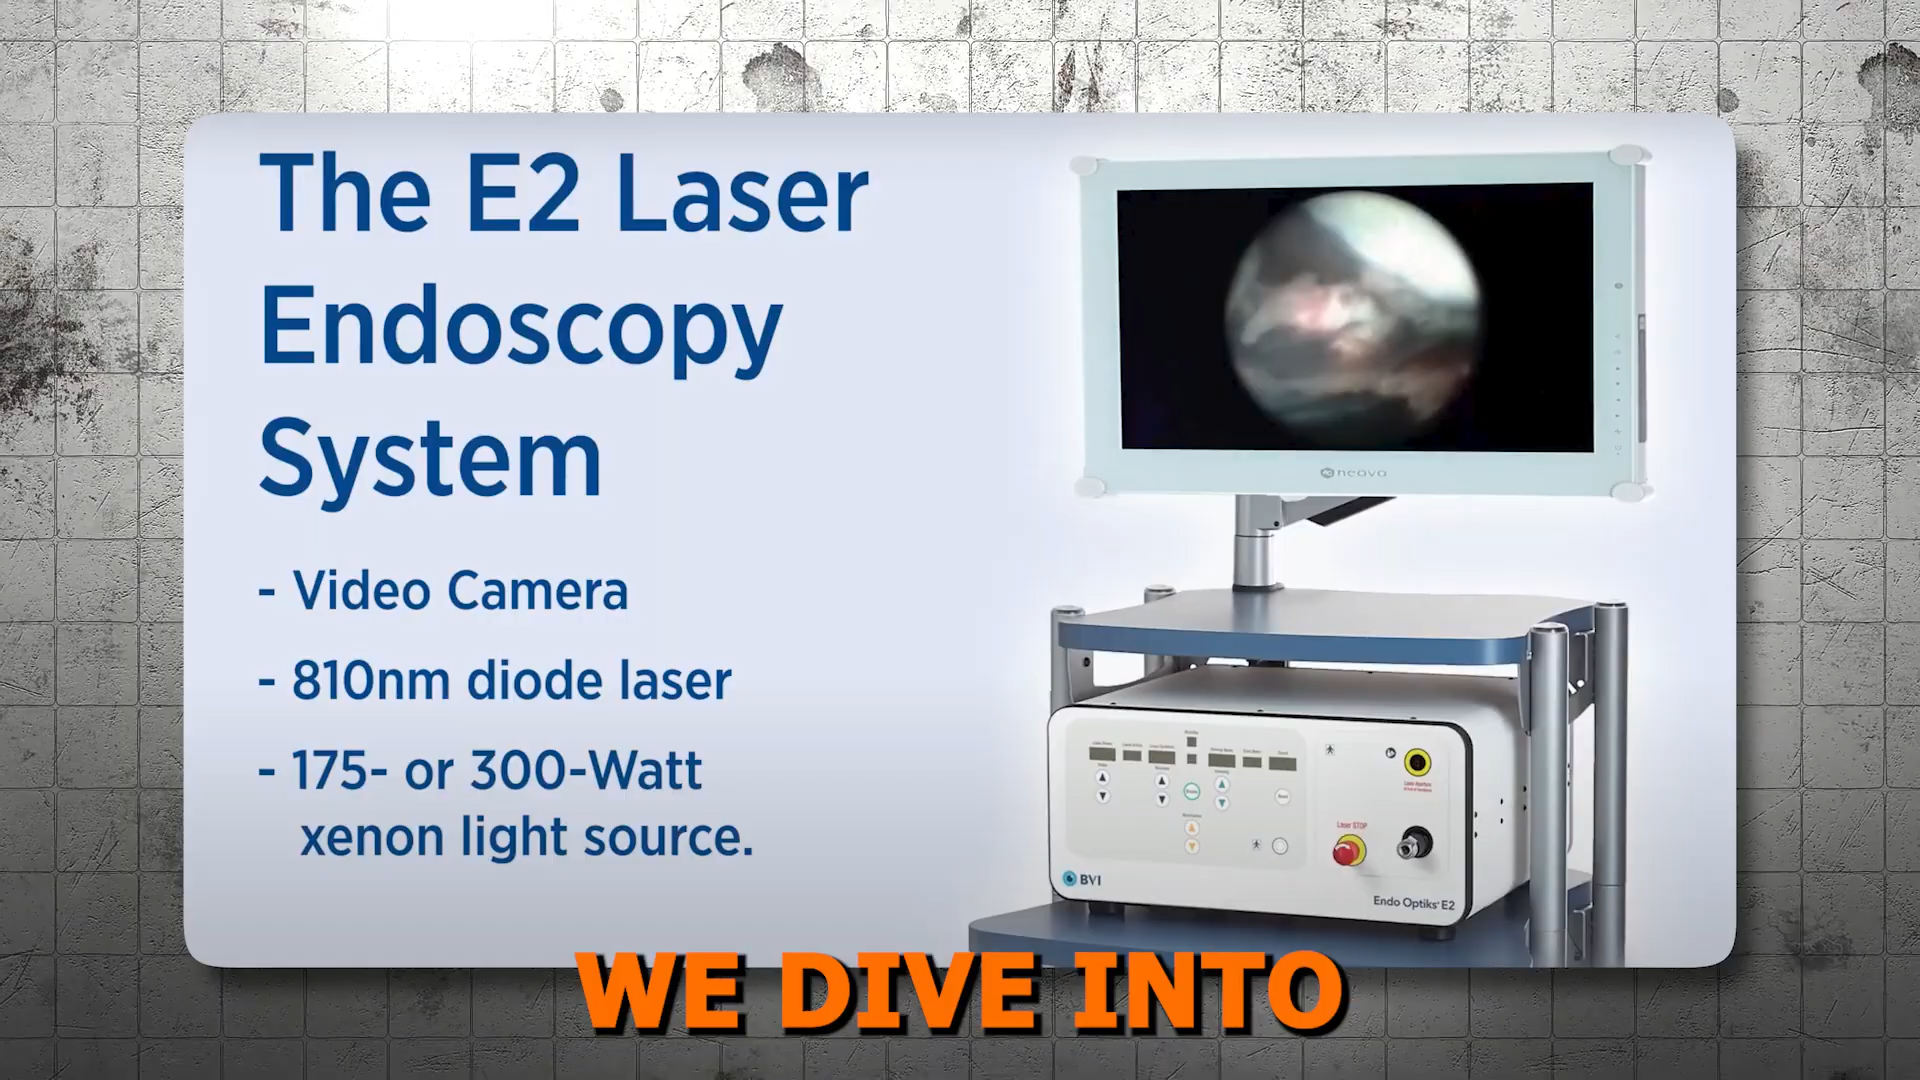 The E2 Laser
Endoscopy
System
- Video Camera
- 810nm diode laser
- 175- or 300-Watt
xenon light source.
neovo
Laser STOP
BVI
Endo Optiks® E2
WE DIVE INTO